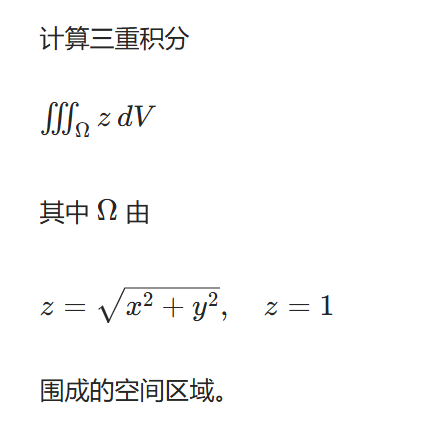 计算三重积分
∭_Ω z dV
其中 Ω 由
z = √(x² + y²), z = 1
围成的空间区域。